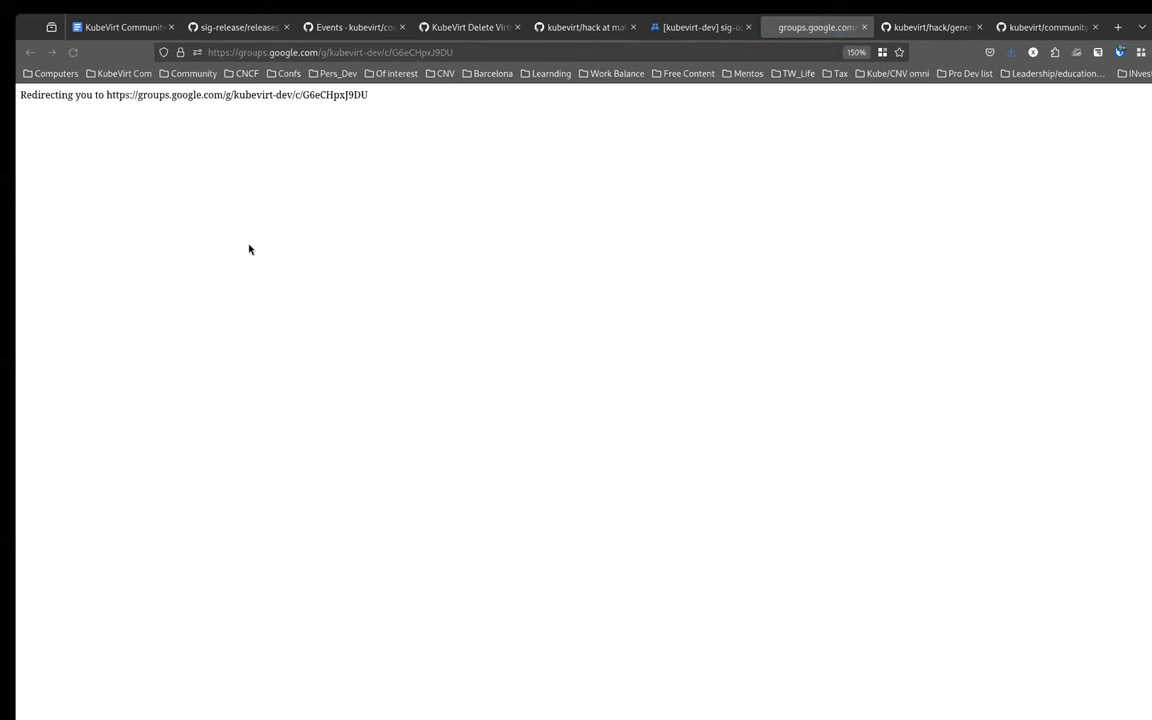 KubeVirt Communit
sig-release/releases
Events · kubevirt/co
KubeVirt Delete Virt
kubevirt/hack at ma
[kubevirt-dev] sig-o
groups.google.com/
kubevirt/hack/gene
kubevirt/community
https://groups.google.com/g/kubevirt-dev/c/G6eCHpxJ9DU
150%
Computers
KubeVirt Com
Community
CNCF
Confs
Pers_Dev
Of interest
CNV
Barcelona
Learnding
Work Balance
Free Content
Mentos
TW_Life
Tax
Kube/CNV omni
Pro Dev list
Leadership/education...
INvest
Redirecting you to https://groups.google.com/g/kubevirt-dev/c/G6eCHpxJ9DU